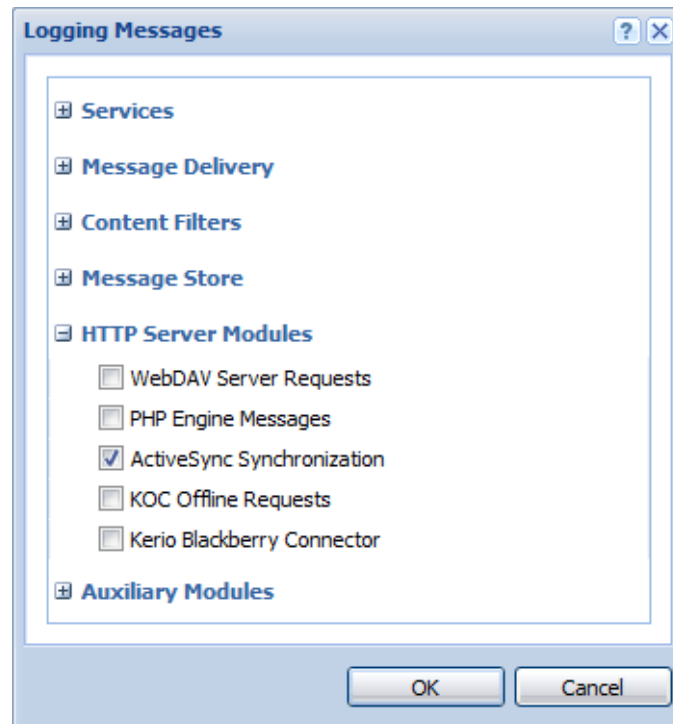 Logging Messages
Services
Message Delivery
Content Filters
Message Store
HTTP Server Modules
WebDAV Server Requests
PHP Engine Messages
ActiveSync Synchronization
KOC Offline Requests
Kerio Blackberry Connector
Auxiliary Modules
OK Cancel